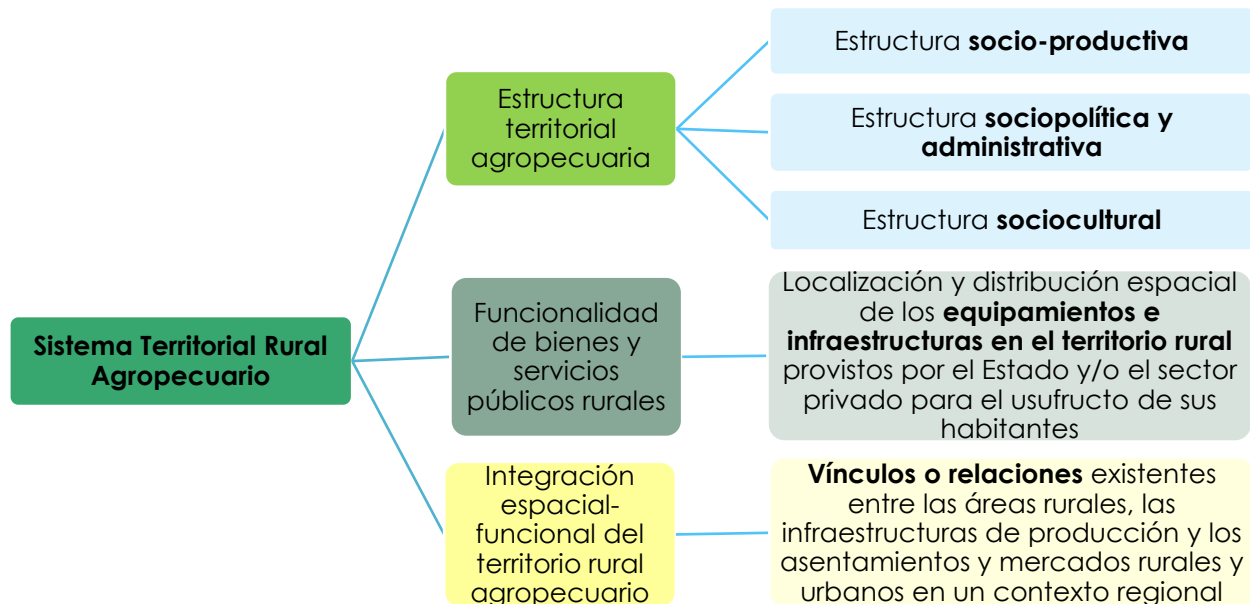 Sistema Territorial Rural
Agropecuario
Estructura
territorial
agropecuaria
Estructura socio-productiva
Estructura sociopolítica y
administrativa
Estructura sociocultural
Funcionalidad
de bienes y
servicios
públicos rurales
Localización y distribución espacial
de los equipamientos e
infraestructuras en el territorio rural
provistos por el Estado y/o el sector
privado para el usufructo de sus
habitantes
Integración
espacial-
funcional del
territorio rural
agropecuario
Vínculos o relaciones existentes
entre las áreas rurales, las
infraestructuras de producción y los
asentamientos y mercados rurales y
urbanos en un contexto regional